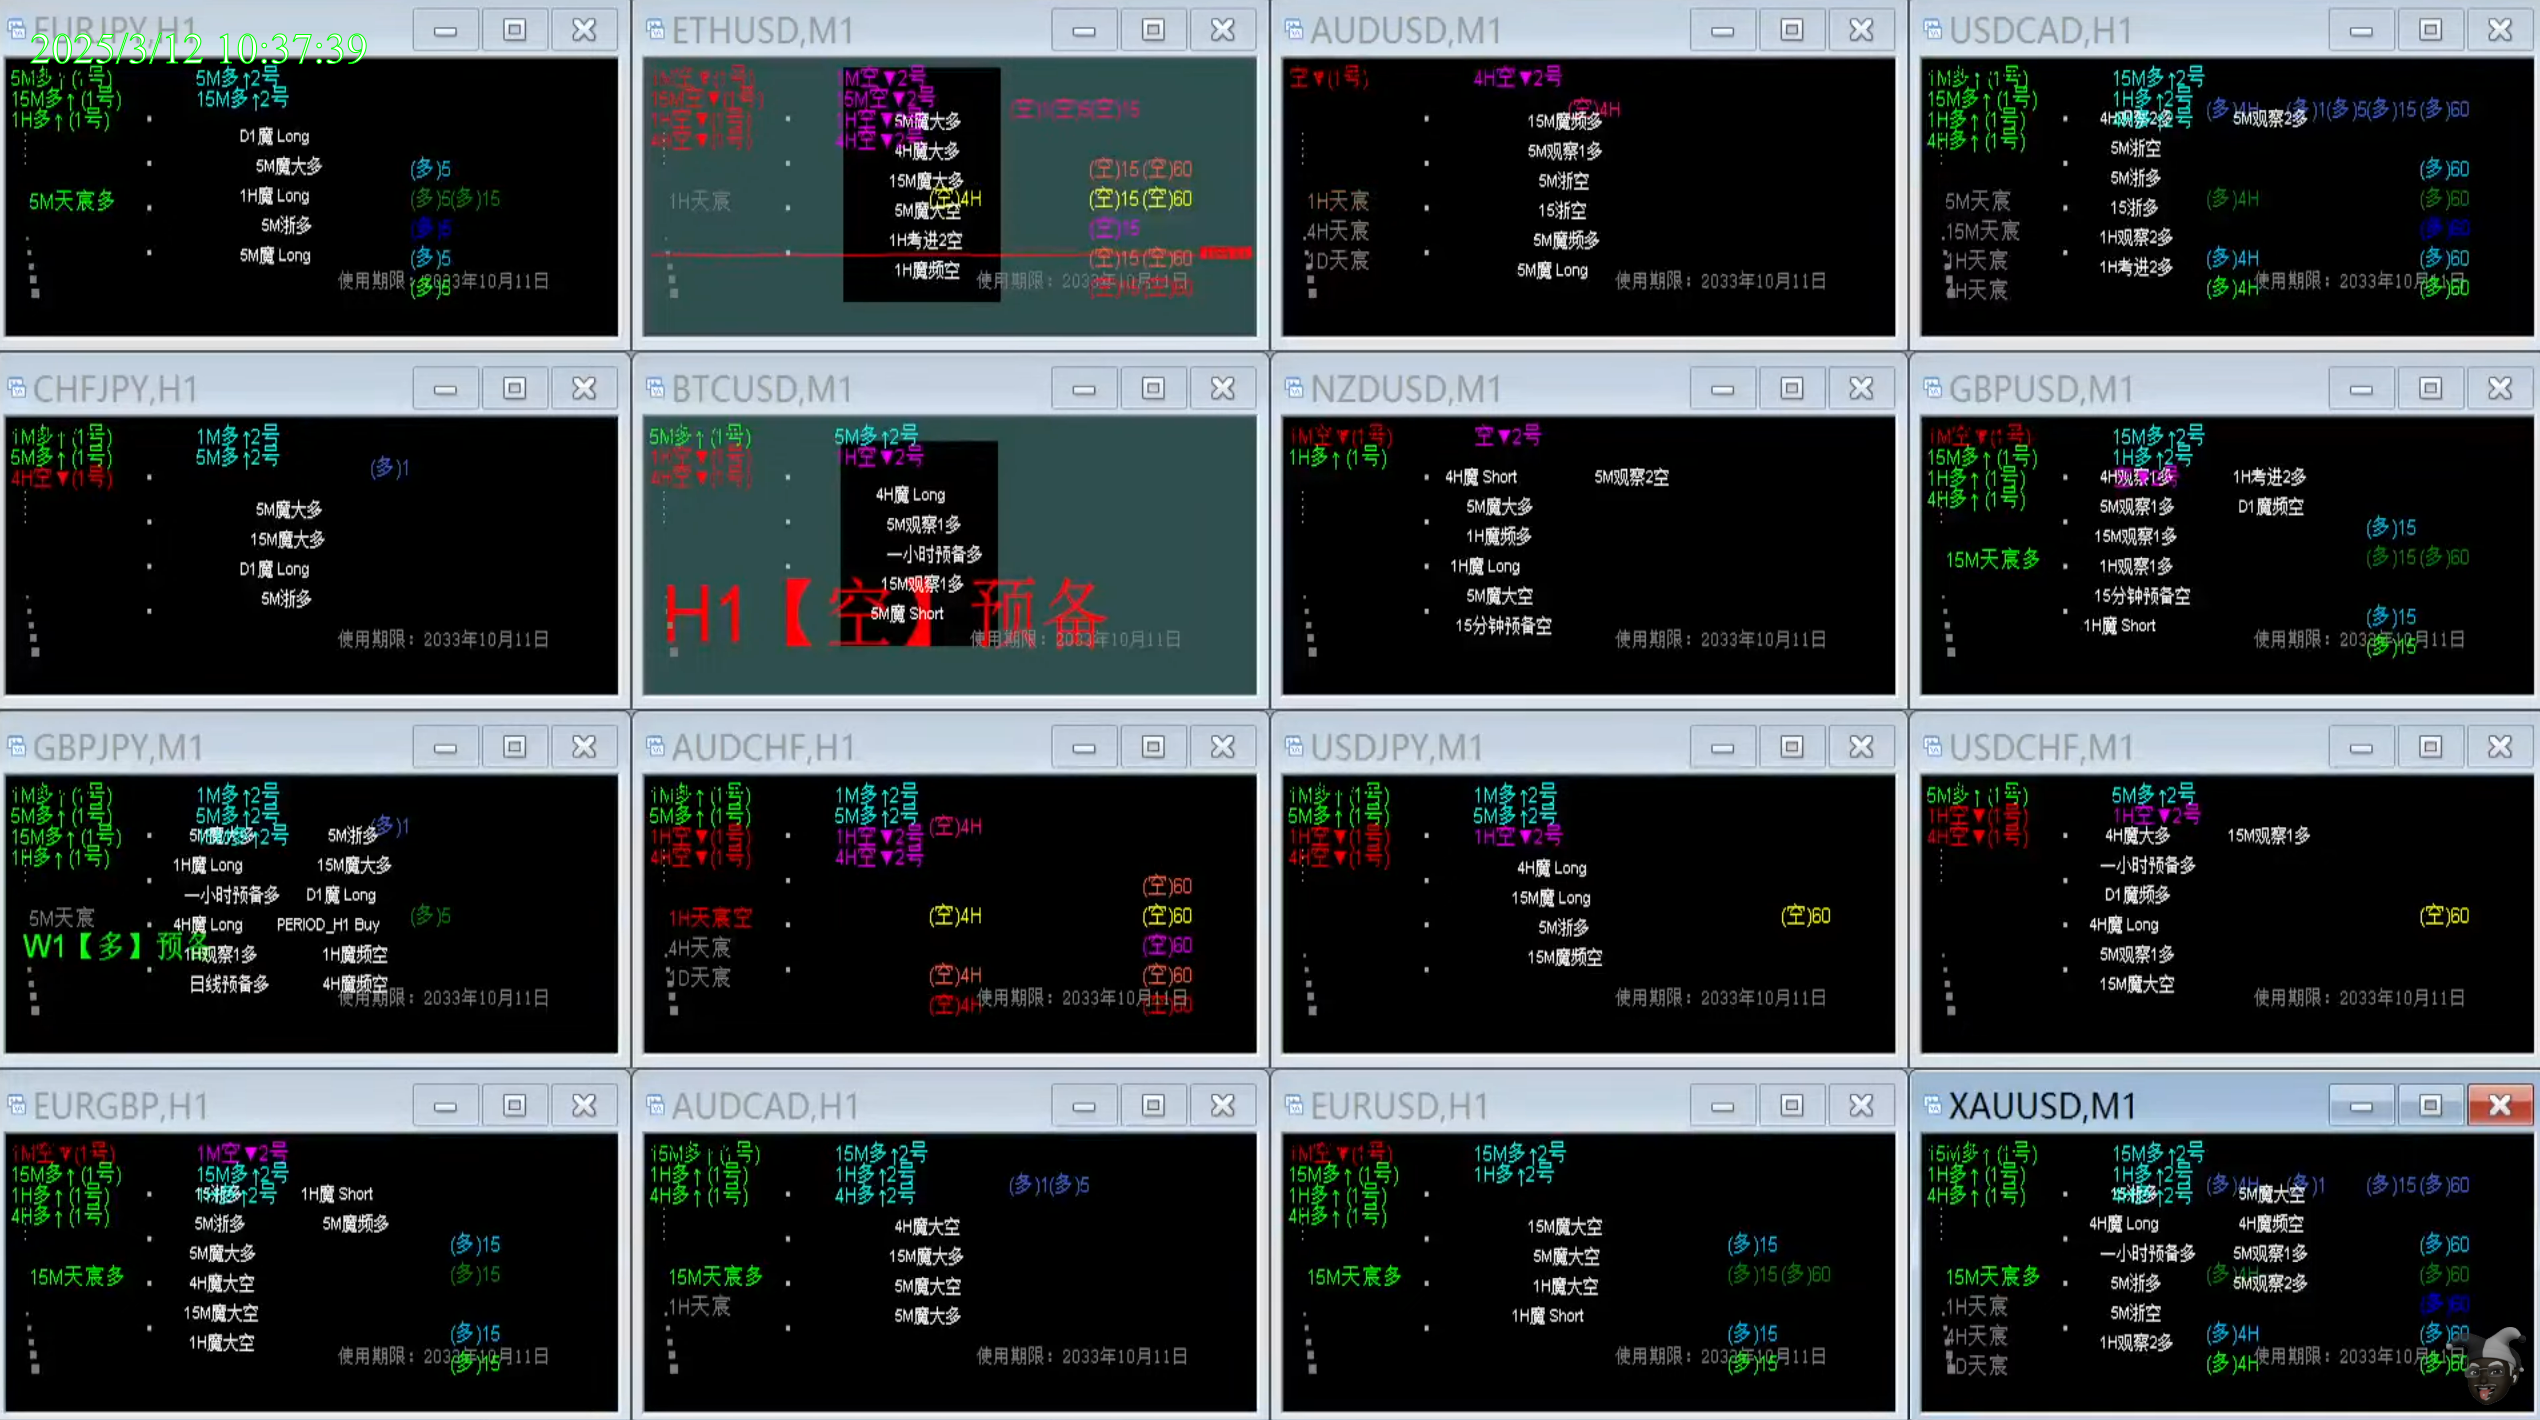 EURJPY,H1
2025/3/12 10:37:39
5M多↑(1号)
5M多↑2号
15M多↑(1号)
15M多↑2号
1H多↑(1号)
D1魔 Long
5M魔大多
(多)5
1H魔 Long
5M天宸多
(多)5(多)15
5M浙多
(多)5
5M魔 Long
(多)5
使用期限：2033年10月11日
(多)5
ETHUSD,M1
1M空▼(1号)
1M空▼2号
15M空▼(1号)
15M空▼2号
1H空▼(1号)
1H空▼2号
4H空▼(1号)
4H空▼2号
(空)1(空)5(空)15
5M魔大多
4H魔大多
15M魔大多
(空)15(空)60
1H天宸
(空)4H
(空)15(空)60
5M魔大空
(空)15
1H考进2空
(空)15(空)60
1H魔频空
使用期限：2033年10月11日
(空)15(空)60
AUDUSD,M1
空▼(1号)
4H空▼2号
(空)4H
15M魔频多
5M观察1多
5M浙空
1H天宸
15浙空
4H天宸
5M魔频多
1D天宸
5M魔 Long
使用期限：2033年10月11日
USDCAD,H1
1M多↑(1号)
15M多↑2号
15M多↑(1号)
1H多↑2号
1H多↑(1号)
4H多↑2号
4H多↑(1号)
(多)4H
(多)1(多)5(多)15(多)60
4H观察2多
5M观察2多
5M浙空
5M浙多
(多)60
5M天宸
15浙多
(多)4H
(多)60
15M天宸
1H观察2多
(多)60
1H天宸
1H考进2多
(多)4H
(多)60
4H天宸
(多)4H
使用期限：2033年10月11日
(多)60
CHFJPY,H1
1M多↑(1号)
1M多↑2号
5M多↑(1号)
5M多↑2号
4H空▼(1号)
(多)1
5M魔大多
15M魔大多
D1魔 Long
5M浙多
使用期限：2033年10月11日
BTCUSD,M1
5M多↑(1号)
5M多↑2号
1H空▼(1号)
1H空▼2号
4H空▼(1号)
4H魔 Long
5M观察1多
一小时预备多
15M观察1多
H1【空】预备
5M魔 Short
使用期限：2033年10月11日
NZDUSD,M1
1M空▼(1号)
空▼2号
1H多↑(1号)
4H魔 Short
5M观察2空
5M魔大多
1H魔频多
1H魔 Long
5M魔大空
15分钟预备空
使用期限：2033年10月11日
GBPUSD,M1
1M空▼(1号)
15M多↑2号
15M多↑(1号)
1H多↑2号
1H多↑(1号)
4H多↑(1号)
4H观察1多
1H考进2多
5M观察1多
D1魔频空
15M观察1多
(多)15
15M天宸多
1H观察1多
(多)15(多)60
15分钟预备空
(多)15
1H魔 Short
使用期限：2033年10月11日
(多)15
GBPJPY,M1
1M多↑(1号)
1M多↑2号
5M多↑(1号)
5M多↑2号
15M多↑(1号)
15M多↑2号
1H多↑(1号)
(多)1
5M魔大多
5M浙多
1H魔 Long
15M魔大多
一小时预备多
D1魔 Long
5M天宸
4H魔 Long
PERIOD_H1 Buy
(多)5
W1【多】预备
1H观察1多
1H魔频空
日线预备多
4H魔频空
使用期限：2033年10月11日
AUDCHF,H1
1M多↑(1号)
1M多↑2号
5M多↑(1号)
5M多↑2号
1H空▼(1号)
1H空▼2号
4H空▼(1号)
4H空▼2号
(空)4H
(空)60
1H天宸空
(空)4H
(空)60
4H天宸
(空)60
1D天宸
(空)4H
(空)60
(空)4H
使用期限：2033年10月11日
(空)60
USDJPY,M1
1M多↑(1号)
1M多↑2号
5M多↑(1号)
5M多↑2号
1H空▼(1号)
1H空▼2号
4H空▼(1号)
4H魔 Long
15M魔 Long
5M浙多
(空)60
15M魔频空
使用期限：2033年10月11日
USDCHF,M1
5M多↑(1号)
5M多↑2号
1H空▼(1号)
1H空▼2号
4H空▼(1号)
4H魔大多
15M观察1多
一小时预备多
D1魔频多
4H魔 Long
(空)60
5M观察1多
15M魔大空
使用期限：2033年10月11日
EURGBP,H1
1M空▼(1号)
1M空▼2号
15M多↑(1号)
15M多↑2号
1H多↑(1号)
1H多↑2号
4H多↑(1号)
15浙多
1H魔 Short
5M浙多
5M魔频多
5M魔大多
(多)15
15M天宸多
4H魔大空
(多)15
15M魔大空
(多)15
1H魔大空
使用期限：2033年10月11日
(多)15
AUDCAD,H1
15M多↑(1号)
15M多↑2号
1H多↑(1号)
1H多↑2号
4H多↑(1号)
4H多↑2号
(多)1(多)5
4H魔大空
15M魔大多
15M天宸多
5M魔大空
1H天宸
5M魔大多
使用期限：2033年10月11日
EURUSD,H1
1M空▼(1号)
15M多↑2号
15M多↑(1号)
1H多↑2号
1H多↑(1号)
4H多↑(1号)
15M魔大空
5M魔大空
(多)15
15M天宸多
1H魔大空
(多)15(多)60
1H魔 Short
(多)15
使用期限：2033年10月11日
(多)15
XAUUSD,M1
15M多↑(1号)
15M多↑2号
1H多↑(1号)
1H多↑2号
4H多↑(1号)
4H多↑2号
(多)4H
(多)1
(多)15(多)60
15浙多
5M魔大空
4H魔 Long
4H魔频空
一小时预备多
5M观察1多
(多)60
15M天宸多
5M浙多
(多)4H
5M观察2多
(多)60
1H天宸
5M浙空
(多)60
4H天宸
1H观察2多
(多)4H
(多)60
1D天宸
(多)4H
使用期限：2033年10月11日
(多)60